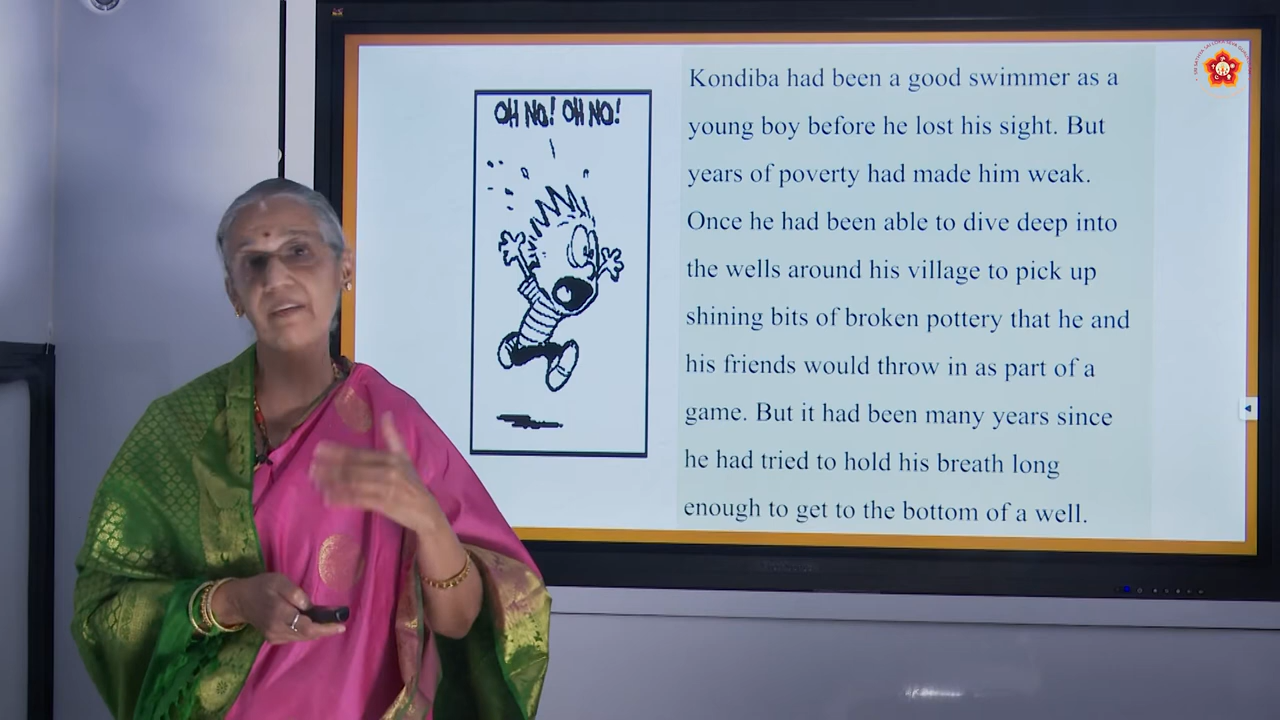 OH NO! OH NO!
Kondiba had been a good swimmer as a
young boy before he lost his sight. But
years of poverty had made him weak.
Once he had been able to dive deep into
the wells around his village to pick up
shining bits of broken pottery that he and
his friends would throw in as part of a
game. But it had been many years since
he had tried to hold his breath long
enough to get to the bottom of a well.